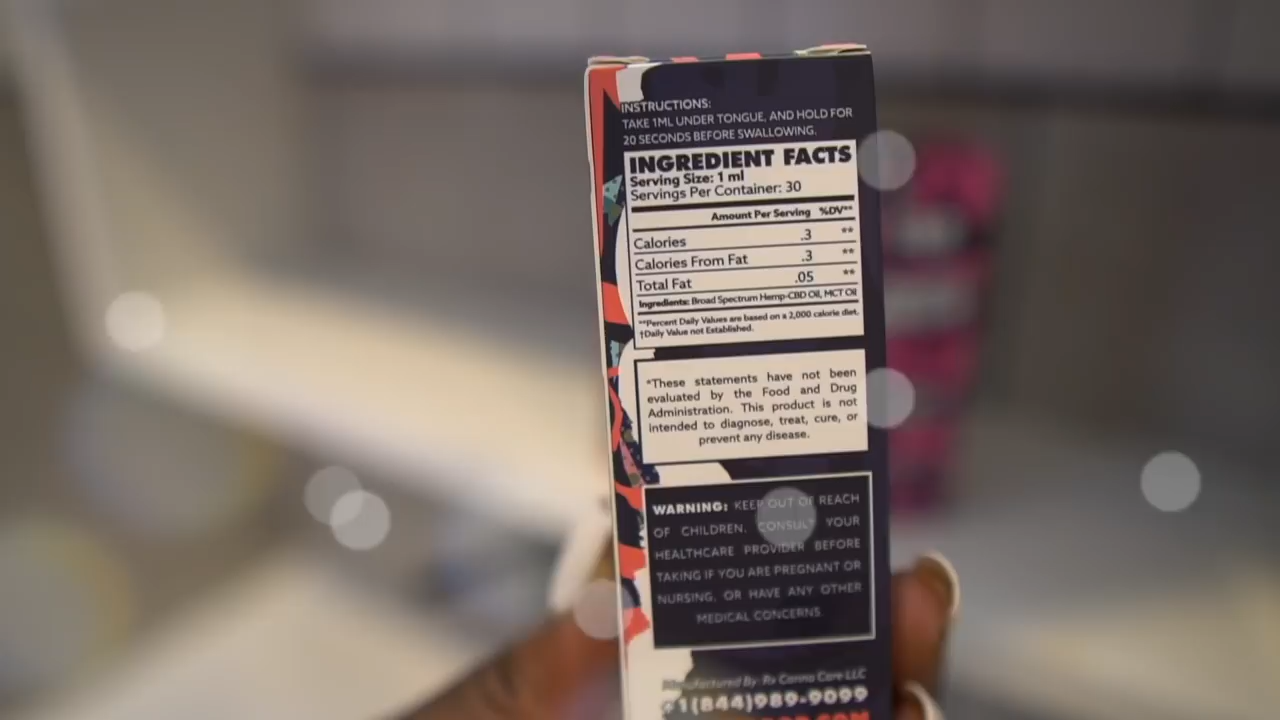 INSTRUCTIONS:
TAKE 1ML UNDER TONGUE, AND HOLD FOR
20 SECONDS BEFORE SWALLOWING.
INGREDIENT FACTS
Serving Size: 1 ml
Servings Per Container: 30
Amount Per Serving %DV**
Calories .3 **
Calories From Fat .3 **
Total Fat .05 **
Ingredients: Broad Spectrum Hemp-CBD Oil, MCT Oil
**Percent Daily Values are based on a 2,000 calorie diet.
†Daily Value not Established.
*These statements have not been
evaluated by the Food and Drug
Administration. This product is not
intended to diagnose, treat, cure, or
prevent any disease.
WARNING: KEEP OUT OF REACH
OF CHILDREN. CONSULT YOUR
HEALTHCARE PROVIDER BEFORE
TAKING IF YOU ARE PREGNANT OR
NURSING, OR HAVE ANY OTHER
MEDICAL CONCERNS.
Manufactured By: Rx Canna Care LLC
+1(844)989-9099